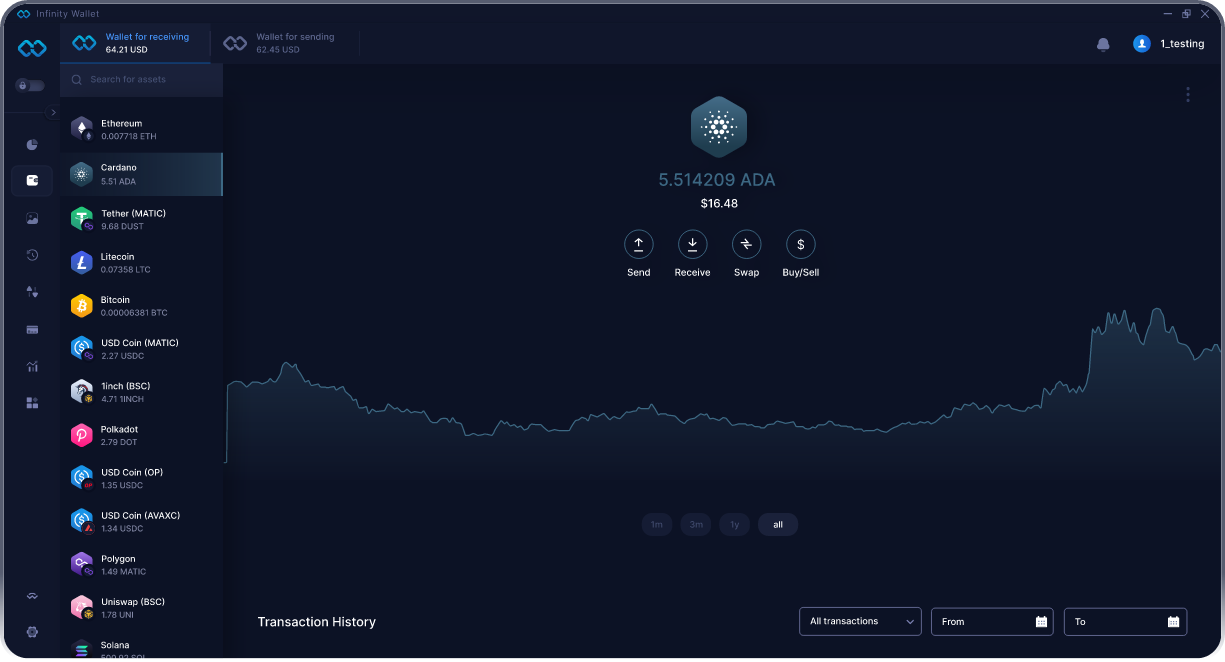 Infinity Wallet
Wallet for receiving
64.21 USD
Wallet for sending
62.45 USD
1_testing
Search for assets
Ethereum
0.007718 ETH
Cardano
5.51 ADA
Tether (MATIC)
9.68 DUST
Litecoin
0.07358 LTC
Bitcoin
0.00006381 BTC
USD Coin (MATIC)
2.27 USDC
1inch (BSC)
4.71 1INCH
Polkadot
2.79 DOT
USD Coin (OP)
1.35 USDC
USD Coin (AVAXC)
1.34 USDC
Polygon
1.49 MATIC
Uniswap (BSC)
1.78 UNI
Solana
5.514209 ADA
$16.48
Send
Receive
Swap
Buy/Sell
1m
3m
1y
all
Transaction History
All transactions
From
To